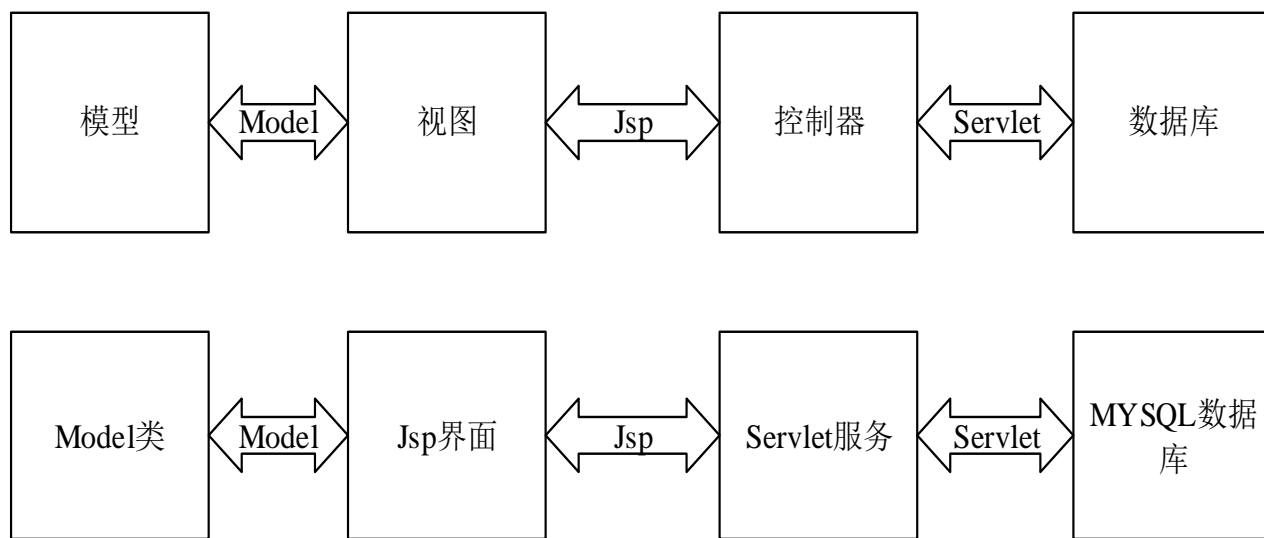 模型
Model
视图
Jsp
控制器
Servlet
数据库
Model类
Model
Jsp界面
Jsp
Servlet服务
Servlet
MYSQL数据
库